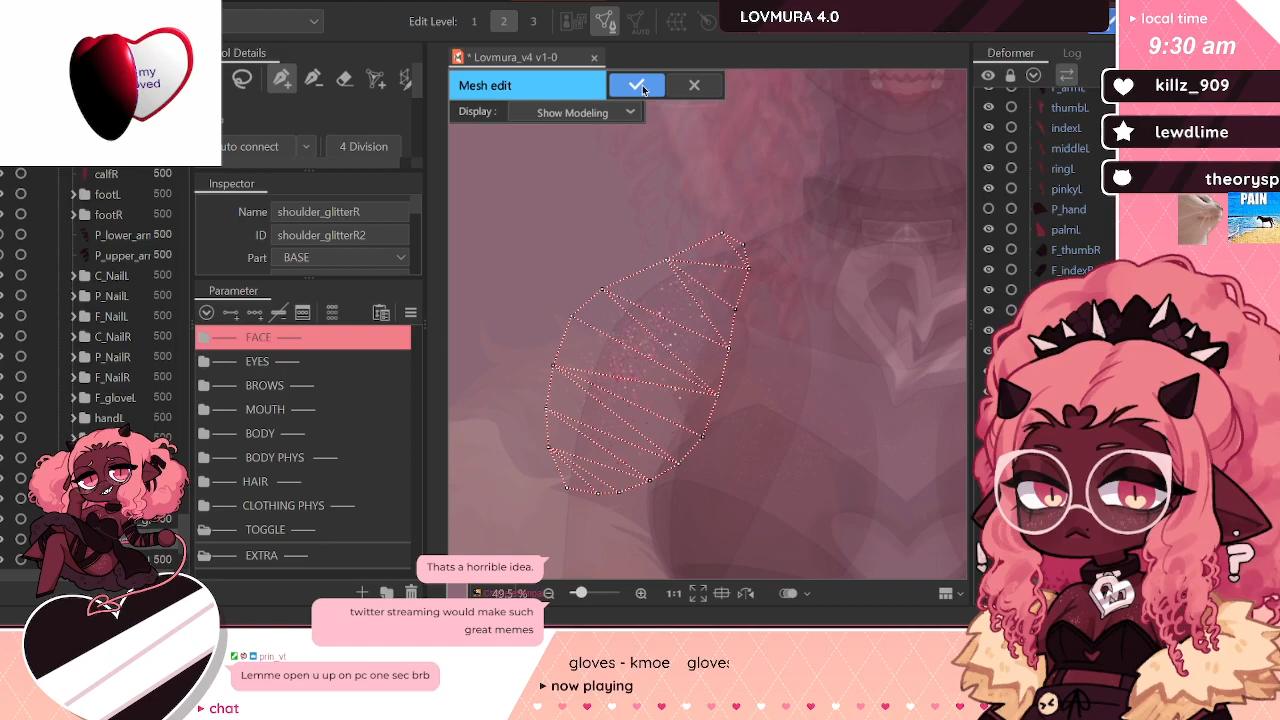 my
Edit Level: 1 2 3
LOVMURA 4.0
local time
9:30 am
killz_909
lewdlime
theorysp
PAIN
* Lovmura_v4 v1-0
Deformer
Log
Mesh edit
Display :
Show Modeling
AUTO
4 Division
Inspector
Name
shoulder_glitterR
ID
shoulder_glitterR2
Part
BASE
Parameter
FACE
EYES
BROWS
MOUTH
BODY
BODY PHYS
HAIR
CLOTHING PHYS
TOGGLE
EXTRA
calfR 500
footL 500
footR 500
P_lower_arr 500
P_upper_arr 500
C_NailL 500
P_NailL 500
F_NailL 500
C_NailR 500
P_NailR 500
F_NailR 500
F_gloveL 500
handL 500
thumbL
indexL
middleL
ringL
pinkyL
P_hand
palmL
F_thumbR
F_indexR
49.5 %
1:1
Thats a horrible idea.
twitter streaming would make such
great memes
prin_vt
Lemme open u up on pc one sec brb
chat
gloves - kmoe
gloves
now playing